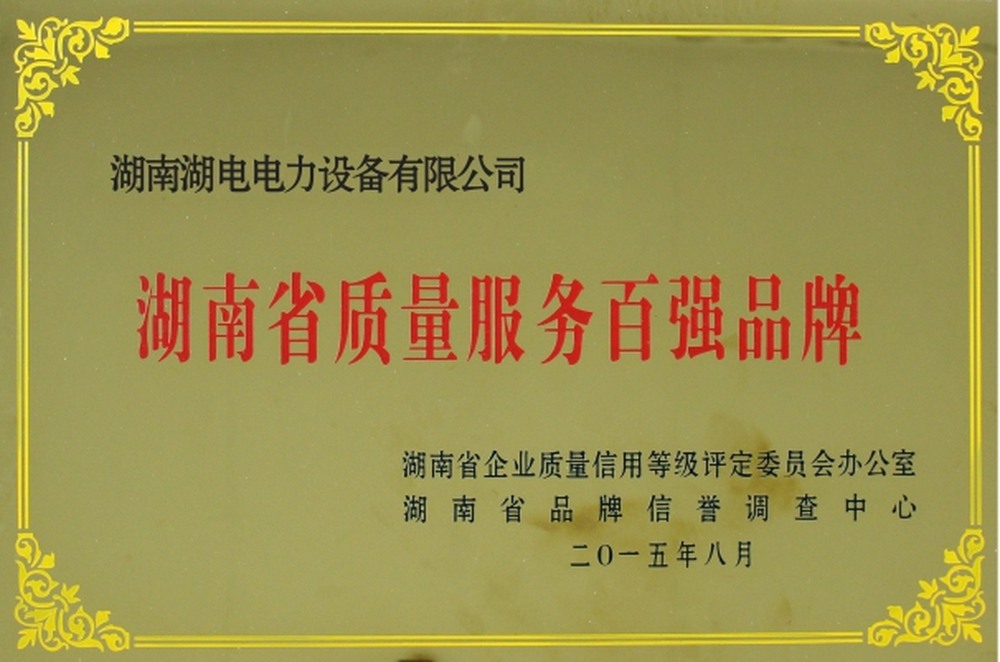 湖南湖电电力设备有限公司
湖南省质量服务百强品牌
湖南省企业质量信用等级评定委员会办公室
湖南省品牌信誉调查中心
二〇一五年八月